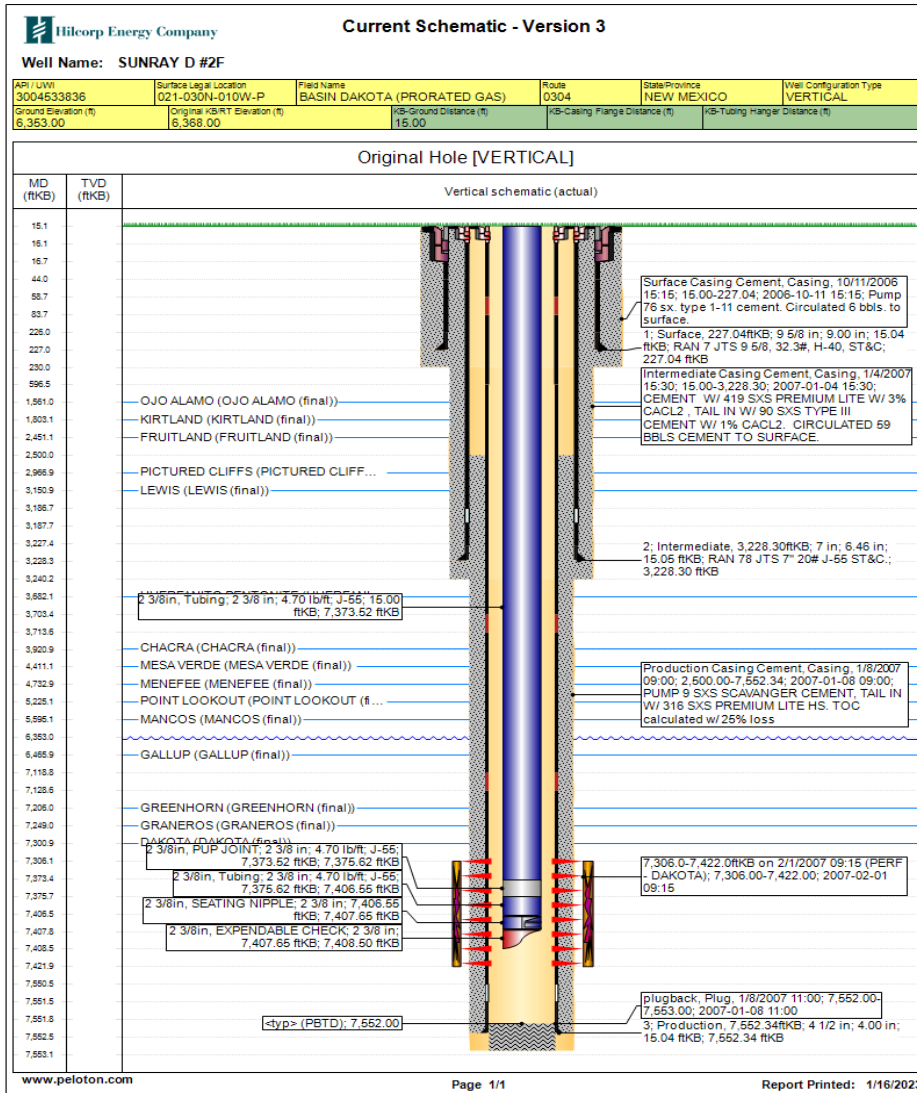 Hilcorp Energy Company
Current Schematic - Version 3
Well Name: SUNRAY D #2F
API / UWI
3004533836
Surface Legal Location
021-030N-010W-P
Field Name
BASIN DAKOTA (PRORATED GAS)
Route
0304
State/Province
NEW MEXICO
Well Configuration Type
VERTICAL
Ground Elevation (ft)
6,353.00
Original KB/RT Elevation (ft)
6,368.00
KB-Ground Distance (ft)
15.00
KB-Casing Flange Distance (ft)
KB-Tubing Hanger Distance (ft)
Original Hole [VERTICAL]
MD
(ftKB)
TVD
(ftKB)
Vertical schematic (actual)
15.1
16.1
16.7
44.0
58.7
83.7
226.0
227.0
230.0
596.5
1,561.0
1,803.1
2,451.1
2,500.0
2,966.9
3,150.9
3,186.7
3,187.7
3,227.4
3,228.3
3,240.2
3,682.1
3,703.4
3,713.6
3,920.9
4,411.1
4,732.9
5,225.1
5,595.1
6,353.0
6,465.9
7,118.8
7,128.6
7,206.0
7,249.0
7,300.9
7,306.1
7,373.4
7,375.7
7,406.5
7,407.8
7,408.5
7,421.9
7,550.5
7,551.5
7,551.8
7,552.5
7,553.1
OJO ALAMO (OJO ALAMO (final))
KIRTLAND (KIRTLAND (final))
FRUITLAND (FRUITLAND (final))
PICTURED CLIFFS (PICTURED CLIFF...
LEWIS (LEWIS (final))
2 3/8in, Tubing; 2 3/8 in; 4.70 lb/ft; J-55; 15.00
ftKB; 7,373.52 ftKB
CHACRA (CHACRA (final))
MESA VERDE (MESA VERDE (final))
MENEFEE (MENEFEE (final))
POINT LOOKOUT (POINT LOOKOUT (fi...
MANCOS (MANCOS (final))
GALLUP (GALLUP (final))
GREENHORN (GREENHORN (final))
GRANEROS (GRANEROS (final))
DAKOTA (DAKOTA (final))
2 3/8in, PUP JOINT; 2 3/8 in; 4.70 lb/ft; J-55;
7,373.52 ftKB; 7,375.62 ftKB
2 3/8in, Tubing; 2 3/8 in; 4.70 lb/ft; J-55;
7,375.62 ftKB; 7,406.55 ftKB
2 3/8in, SEATING NIPPLE; 2 3/8 in; 7,406.55
ftKB; 7,407.65 ftKB
2 3/8in, EXPENDABLE CHECK; 2 3/8 in;
7,407.65 ftKB; 7,408.50 ftKB
<typ> (PBTD); 7,552.00
Surface Casing Cement, Casing, 10/11/2006
15:15; 15.00-227.04; 2006-10-11 15:15; Pump
76 sx. type 1-11 cement. Circulated 6 bbls. to
surface.
1; Surface, 227.04ftKB; 9 5/8 in; 9.00 in; 15.04
ftKB; RAN 7 JTS 9 5/8, 32.3#, H-40, ST&C;
227.04 ftKB
Intermediate Casing Cement, Casing, 1/4/2007
15:30; 15.00-3,228.30; 2007-01-04 15:30;
CEMENT W/ 419 SXS PREMIUM LITE W/ 3%
CACL2 , TAIL IN W/ 90 SXS TYPE III
CEMENT W/ 1% CACL2. CIRCULATED 59
BBLS CEMENT TO SURFACE.
2; Intermediate, 3,228.30ftKB; 7 in; 6.46 in;
15.05 ftKB; RAN 78 JTS 7" 20# J-55 ST&C.;
3,228.30 ftKB
Production Casing Cement, Casing, 1/8/2007
09:00; 2,500.00-7,552.34; 2007-01-08 09:00;
PUMP 9 SXS SCAVANGER CEMENT, TAIL IN
W/ 316 SXS PREMIUM LITE HS. TOC
calculated w/ 25% loss
7,306.0-7,422.0ftKB on 2/1/2007 09:15 (PERF
- DAKOTA); 7,306.00-7,422.00; 2007-02-01
09:15
plugback, Plug, 1/8/2007 11:00; 7,552.00-
7,553.00; 2007-01-08 11:00
3; Production, 7,552.34ftKB; 4 1/2 in; 4.00 in;
15.04 ftKB; 7,552.34 ftKB
www.peloton.com
Page 1/1
Report Printed: 1/16/2023